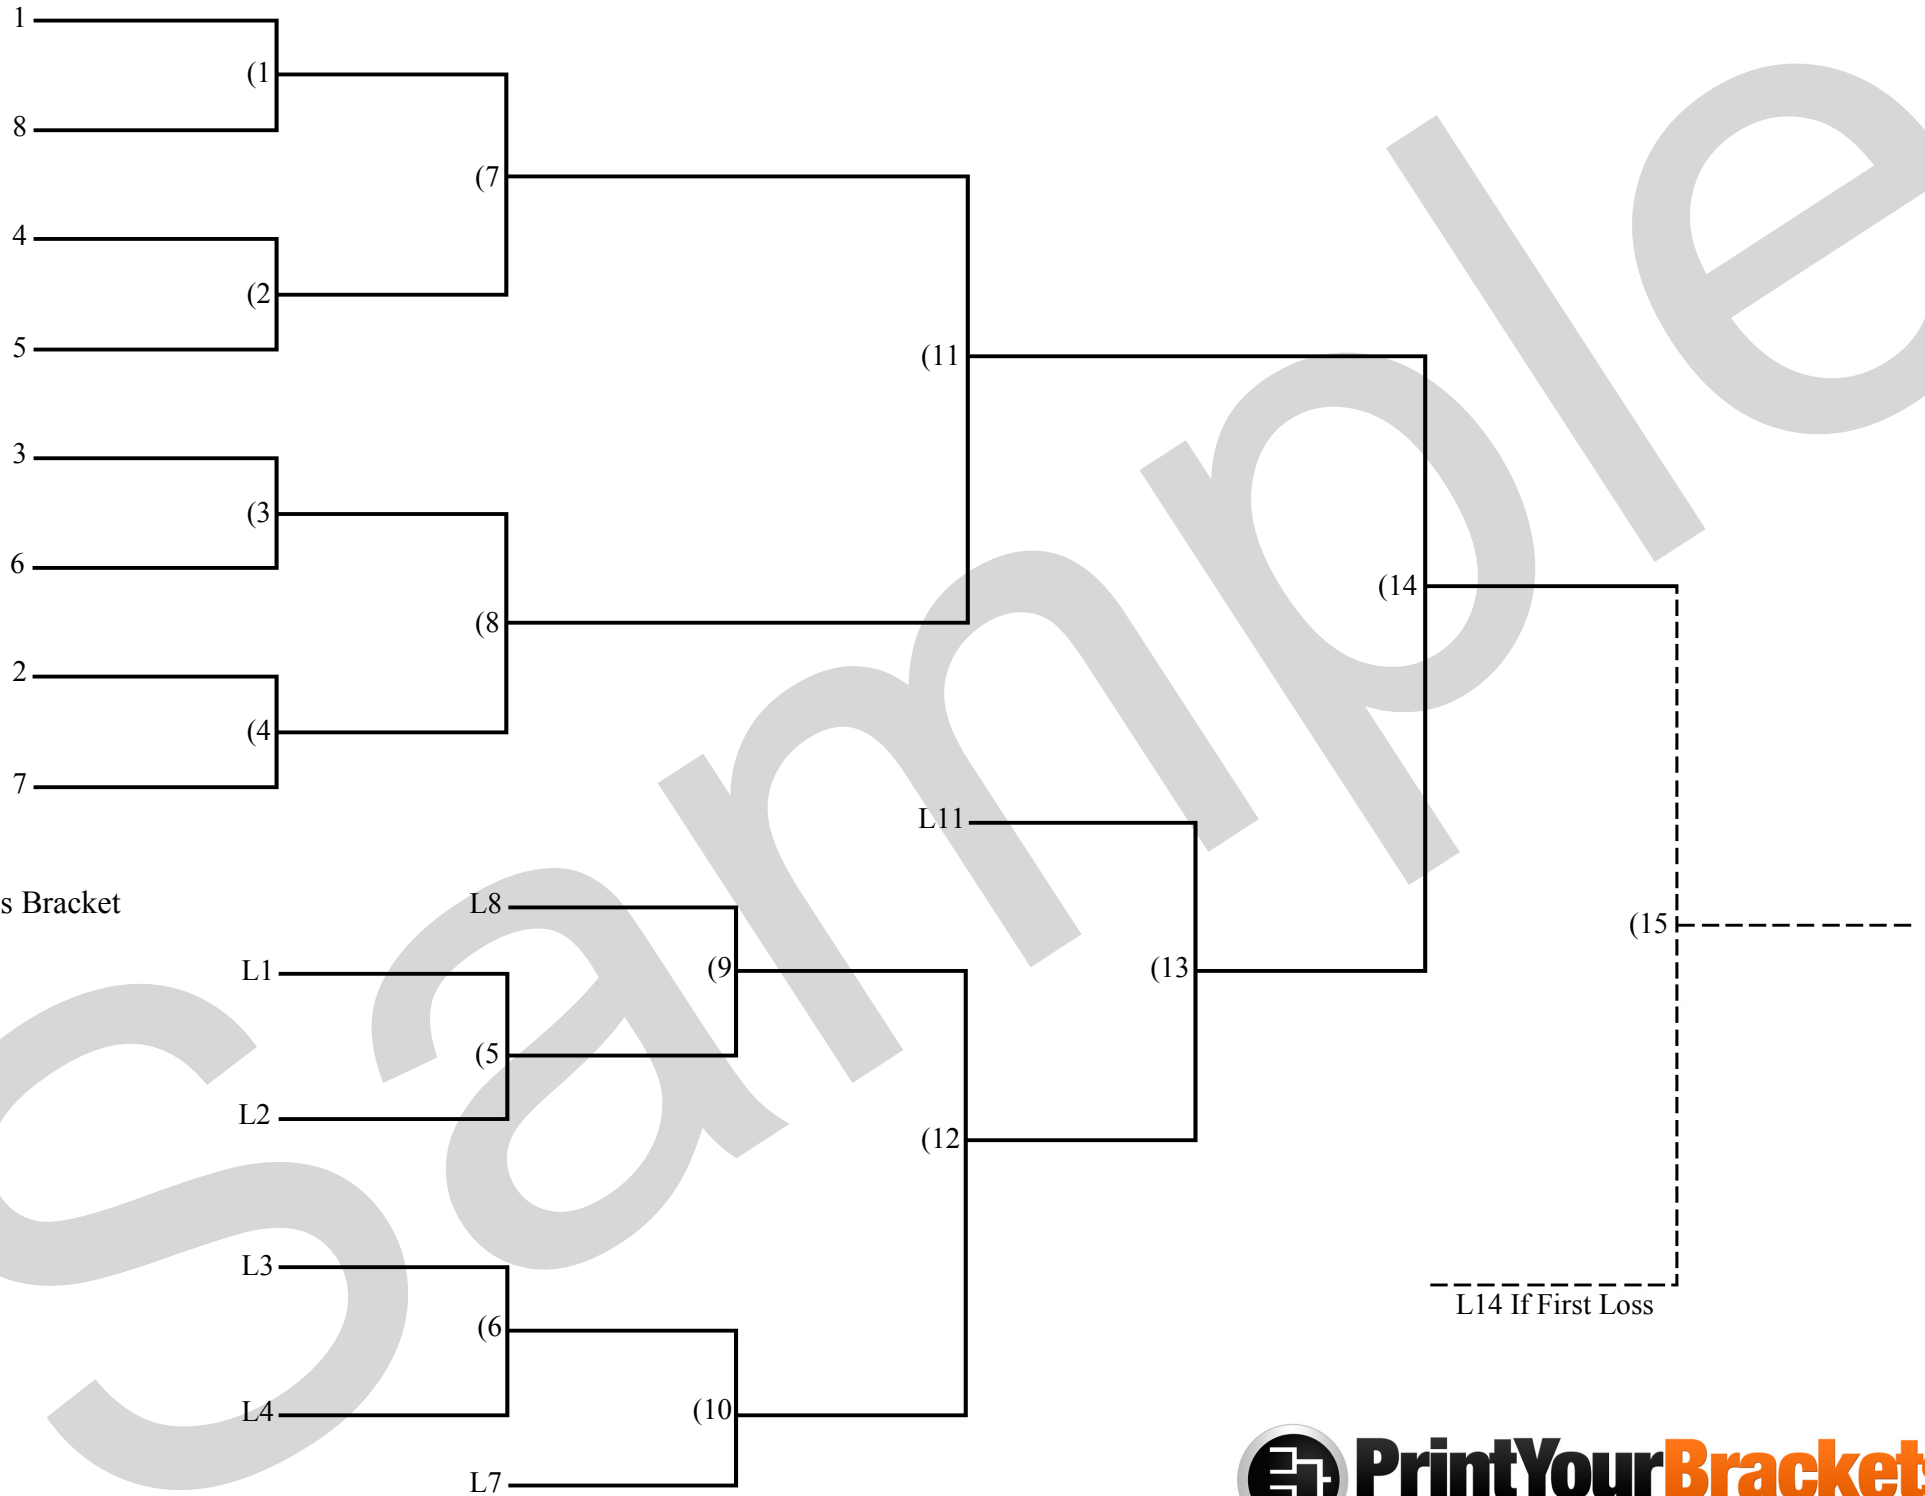 1
(1
8
(7
4
(2
5
(11
3
(3
6
(14
(8
2
(4
7
L11
s Bracket
L8
(15
L1
(9
(13
(5
L2
(12
L3
L14 If First Loss
(6
L4
(10
L7
PrintYourBrackets
Sample